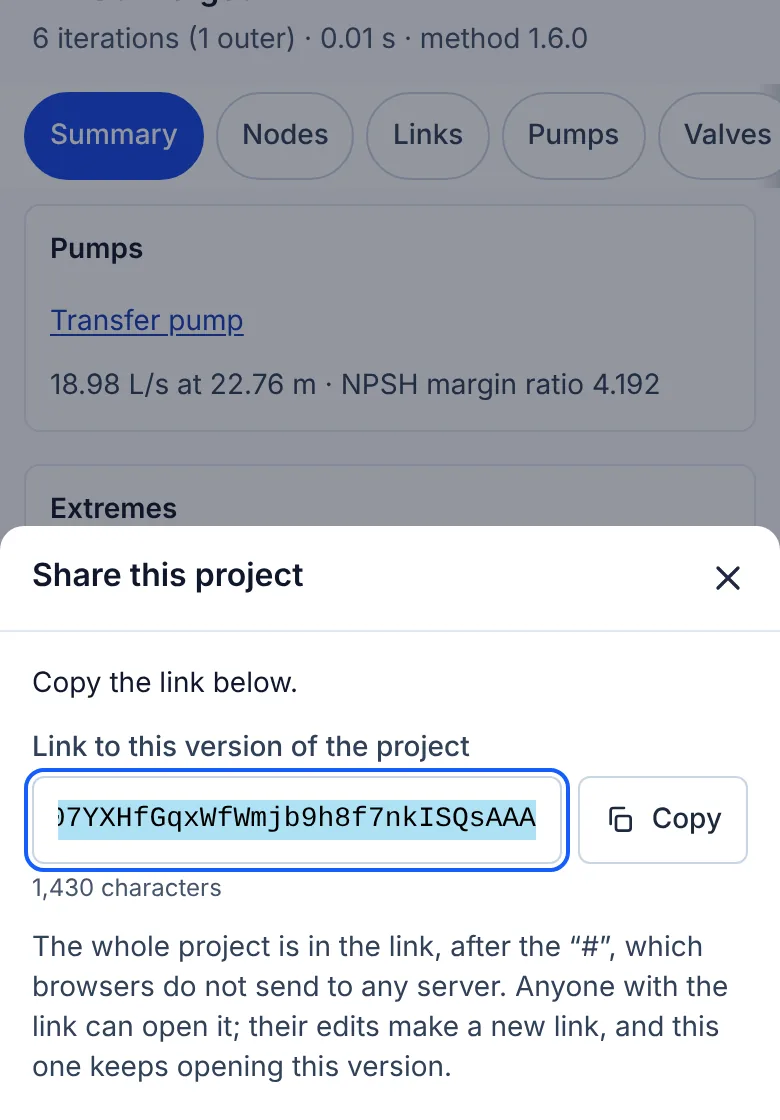 6 iterations (1 outer) · 0.01 s · method 1.6.0
Summary
Nodes
Links
Pumps
Valves
Pumps
Transfer pump
18.98 L/s at 22.76 m · NPSH margin ratio 4.192
Extremes
Share this project
Copy the link below.
Link to this version of the project
07YXHfGqxWfWmjb9h8f7nkISQsAAA
Copy
1,430 characters
The whole project is in the link, after the “#”, which
browsers do not send to any server. Anyone with the
link can open it; their edits make a new link, and this
one keeps opening this version.